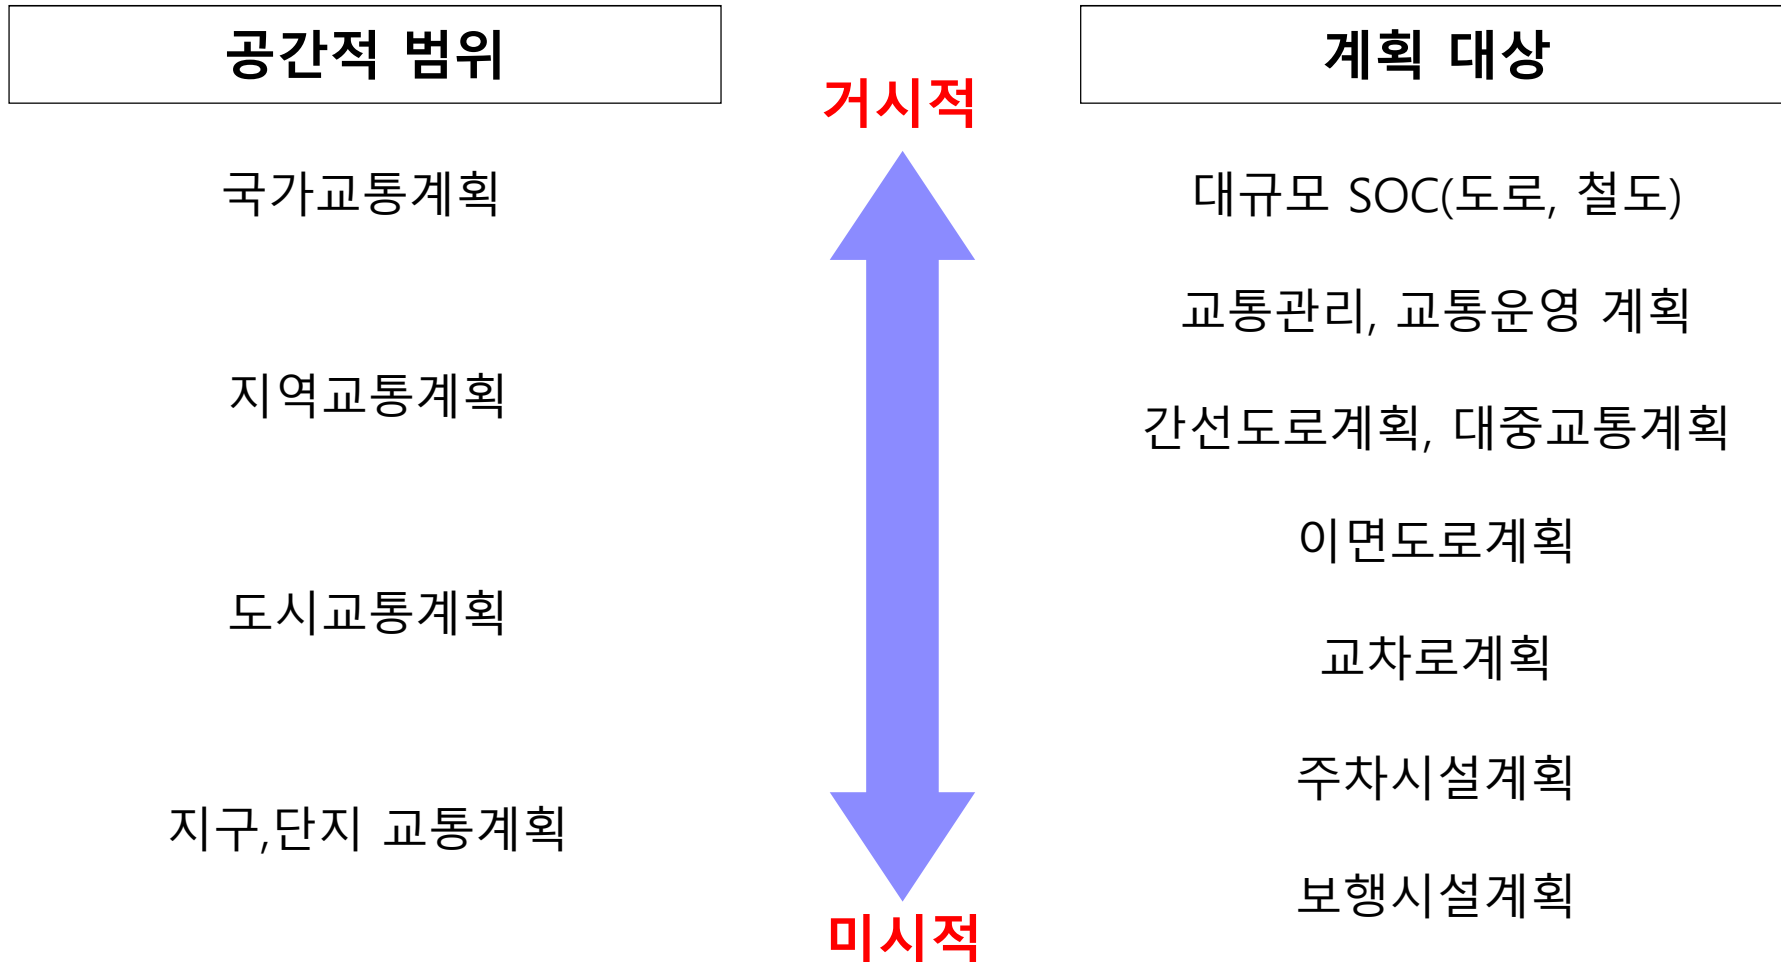 공간적 범위
국가교통계획
지역교통계획
도시교통계획
지구,단지 교통계획
거시적
미시적
계획 대상
대규모 SOC(도로, 철도)
교통관리, 교통운영 계획
간선도로계획, 대중교통계획
이면도로계획
교차로계획
주차시설계획
보행시설계획